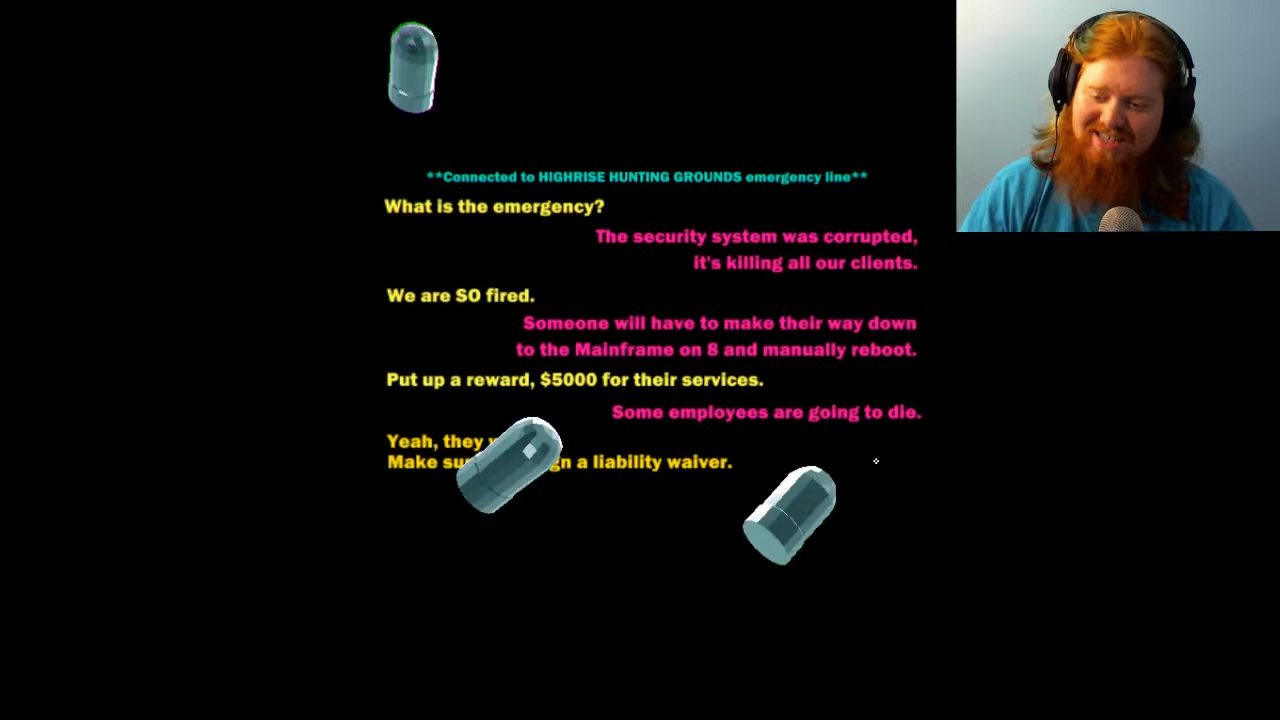 **Connected to HIGHRISE HUNTING GROUNDS emergency line**
What is the emergency?
The security system was corrupted,
it's killing all our clients.
We are SO fired.
Someone will have to make their way down
to the Mainframe on 8 and manually reboot.
Put up a reward, $5000 for their services.
Some employees are going to die.
Yeah, they
Make a liability waiver.